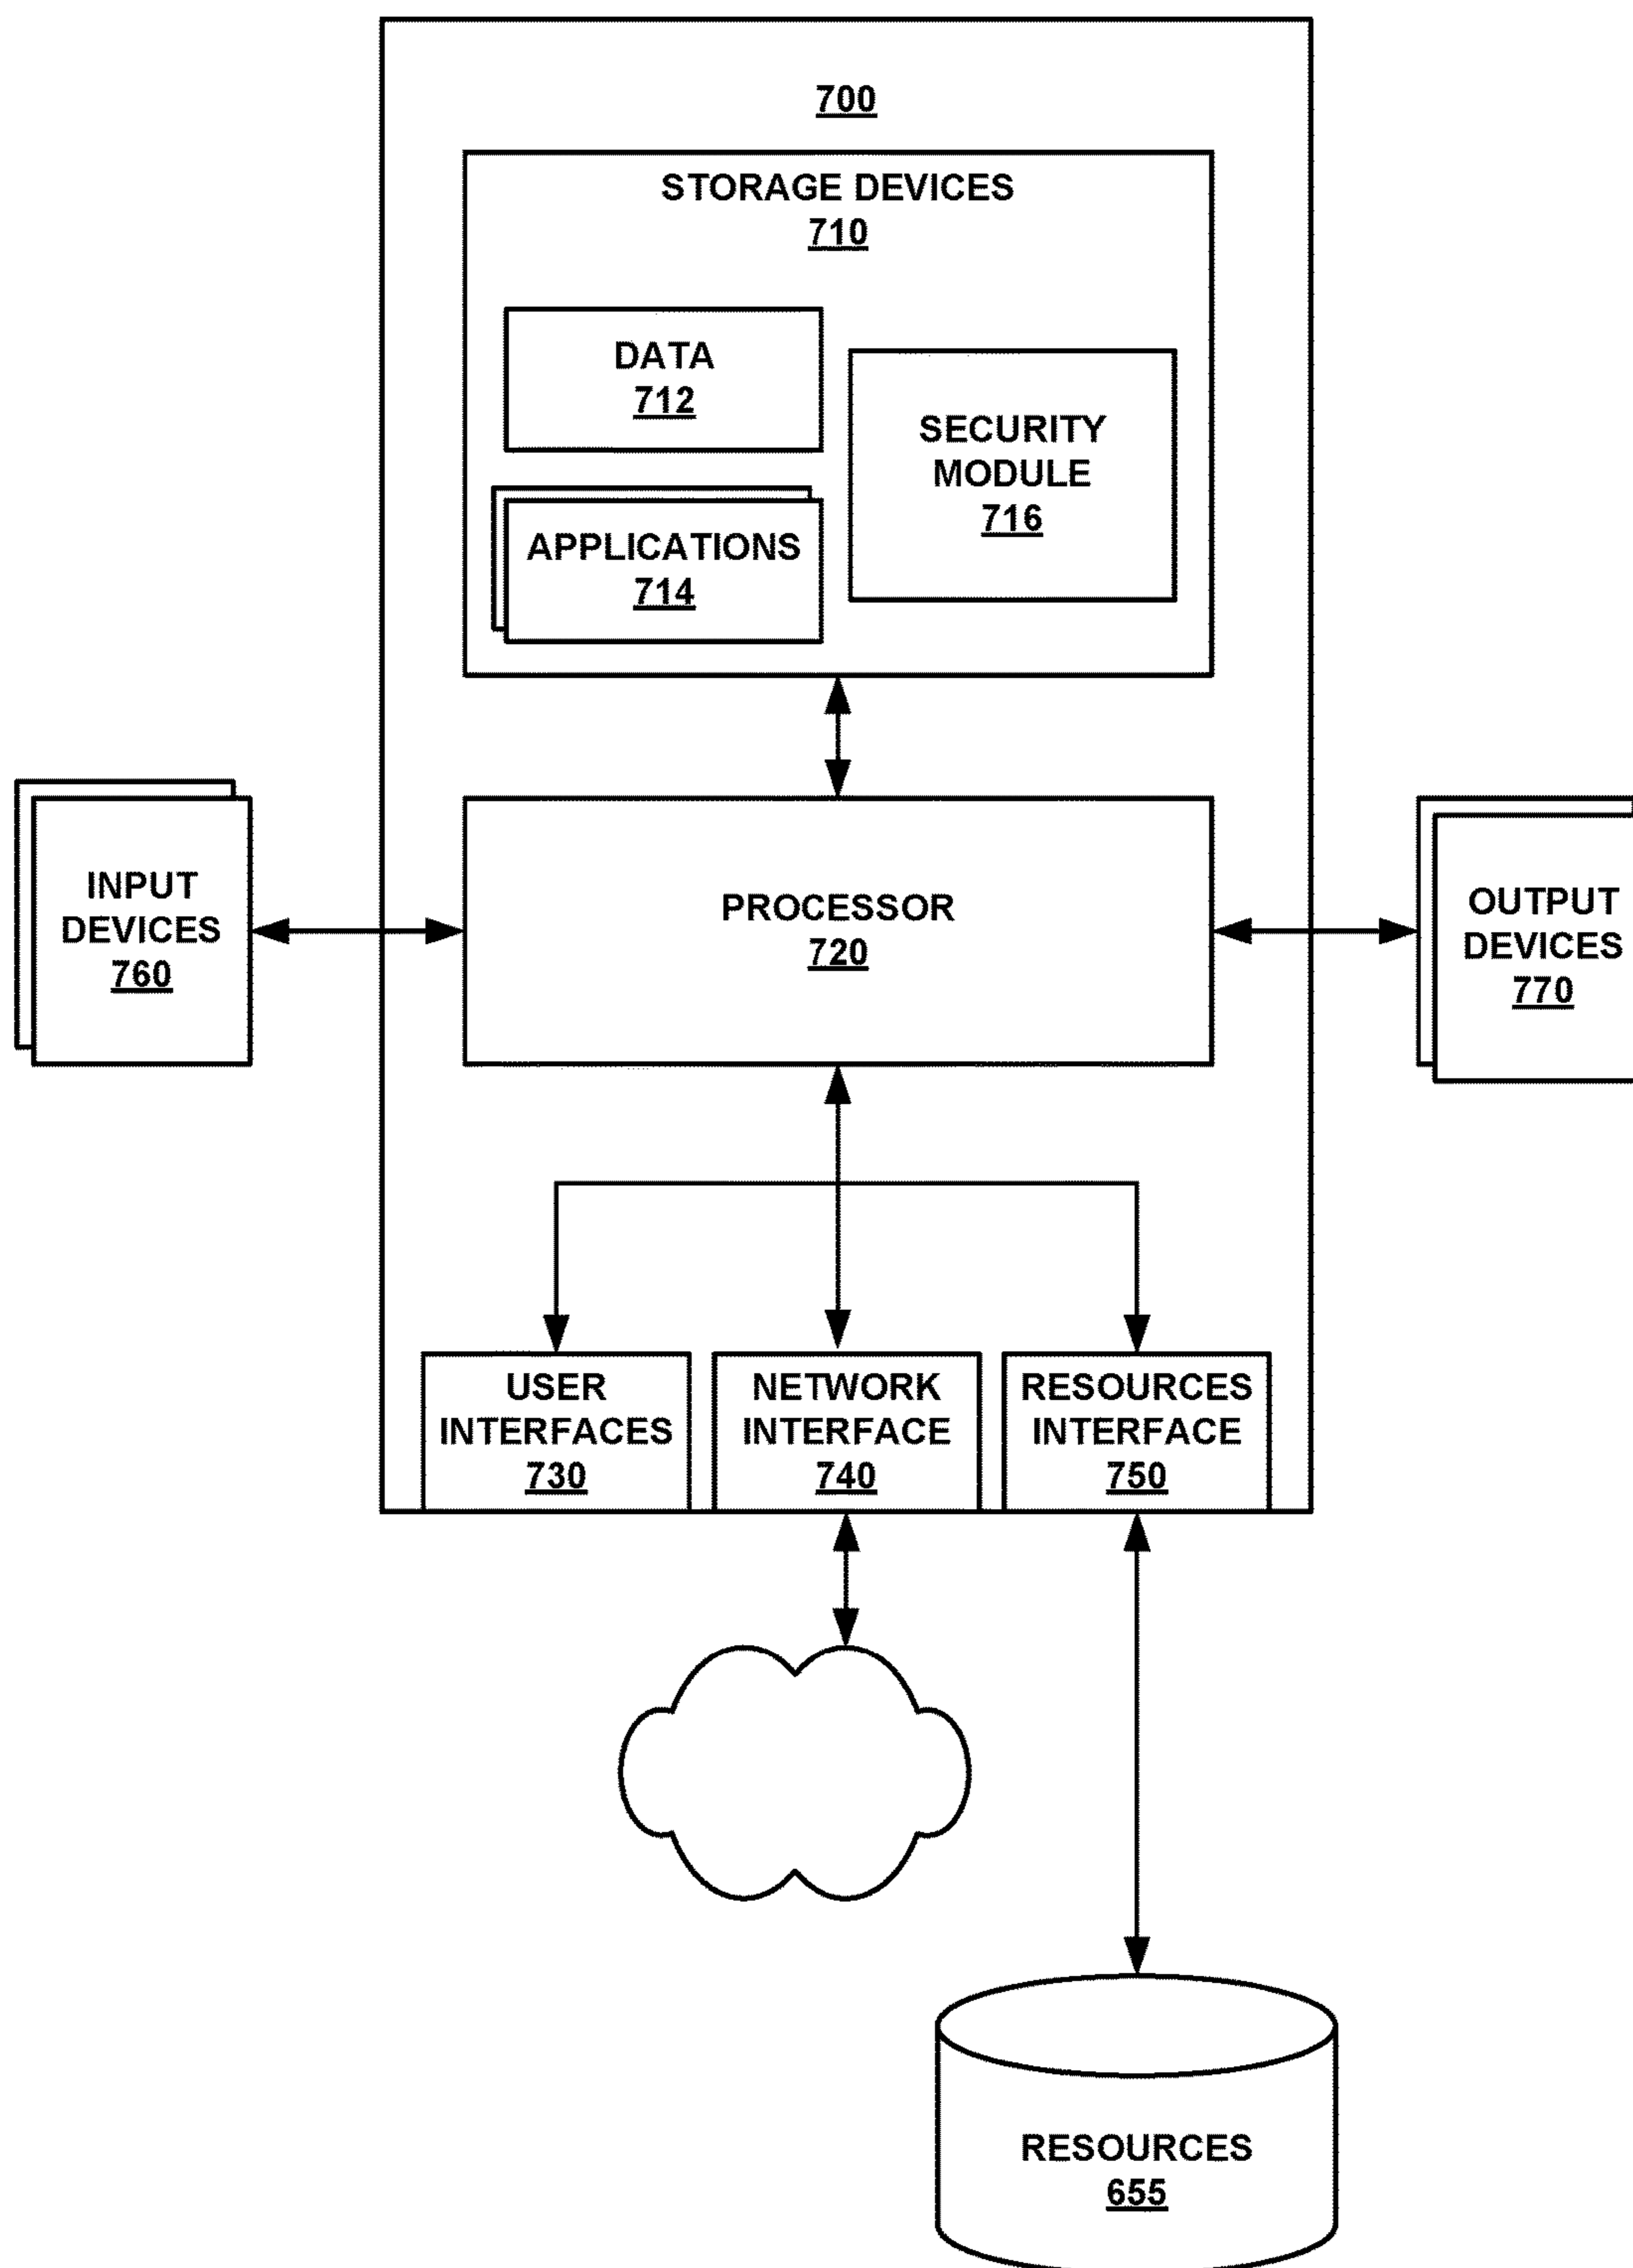 700
STORAGE DEVICES
710
DATA
712
SECURITY
MODULE
716
APPLICATIONS
714
INPUT
DEVICES
760
PROCESSOR
720
OUTPUT
DEVICES
770
USER
INTERFACES
730
NETWORK
INTERFACE
740
RESOURCES
INTERFACE
750
RESOURCES
655